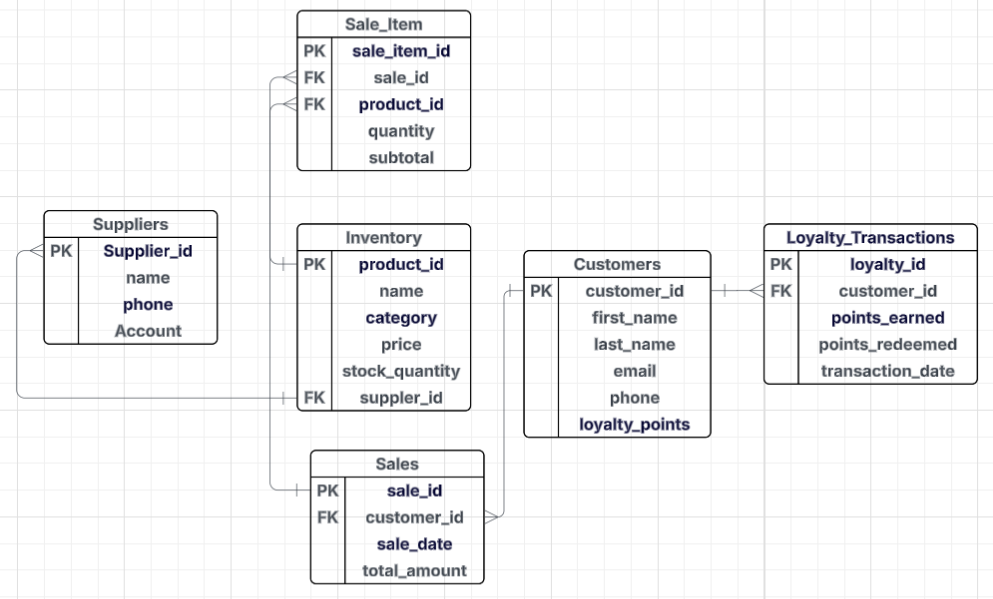 Sale_Item
PK sale_item_id
FK sale_id
FK product_id
quantity
subtotal
Suppliers
PK Supplier_id
name
phone
Account
Inventory
PK product_id
name
category
price
stock_quantity
FK suppler_id
Customers
PK customer_id
first_name
last_name
email
phone
loyalty_points
Loyalty_Transactions
PK loyalty_id
FK customer_id
points_earned
points_redeemed
transaction_date
Sales
PK sale_id
FK customer_id
sale_date
total_amount